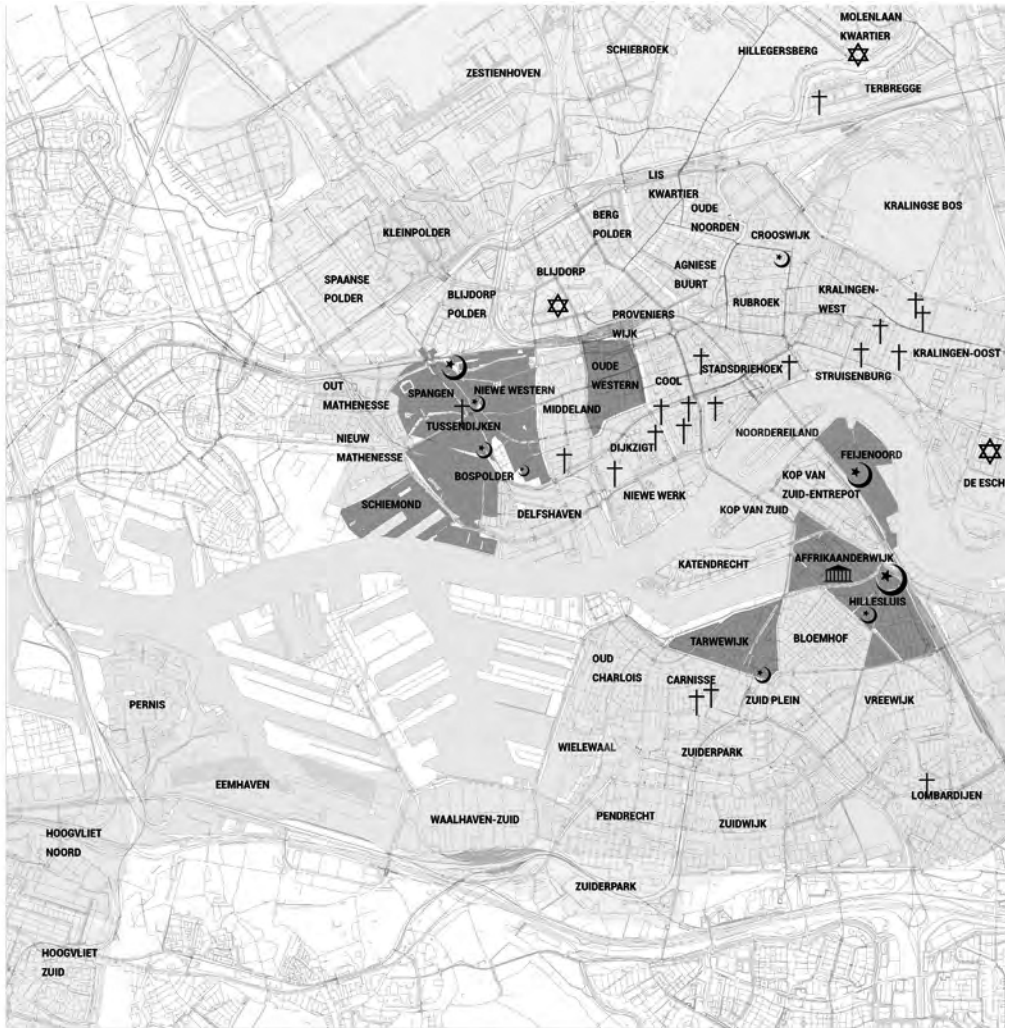 MOLENLAAN
KWARTIER
SCHIEBROEK
HILLEGERSBERG
ZESTIENHOVEN
TERBREGGE
LIS
KWARTIER
KRALINGSE BOS
OUDE
NOORDEN
BERG
POLDER
KLEINPOLDER
CROOSWIJK
AGNIESE
BUURT
BLIJDORP
SPAANSE
POLDER
BLIJDORP
POLDER
RUBROEK
KRALINGEN-
WEST
PROVENIERS
WIJK
KRALINGEN-OOST
OUDE
WESTERN
STADSDRIEHOEK
STRUISENBURG
COOL
OUT
MATHENESSE
SPANGEN
NIEWE WESTERN
MIDDELAND
TUSSENDIJKEN
NOORDEREILAND
NIEUW
MATHENESSE
DIJKZIGT
FEIJENOORD
BOSPOLDER
KOP VAN
ZUID-ENTREPOT
DE ESCH
NIEWE WERK
SCHIEMOND
DELFSHAVEN
KOP VAN ZUID
KATENDRECHT
AFFRIKAANDERWIJK
HILLESLUIS
TARWEWIJK
BLOEMHOF
OUD
CHARLOIS
CARNISSE
ZUID PLEIN
VREEWIJK
PERNIS
WIELEWAAL
ZUIDERPARK
EEMHAVEN
LOMBARDIJEN
WAALHAVEN-ZUID
PENDRECHT
ZUIDWIJK
HOOGVLIET
NOORD
ZUIDERPARK
HOOGVLIET
ZUID